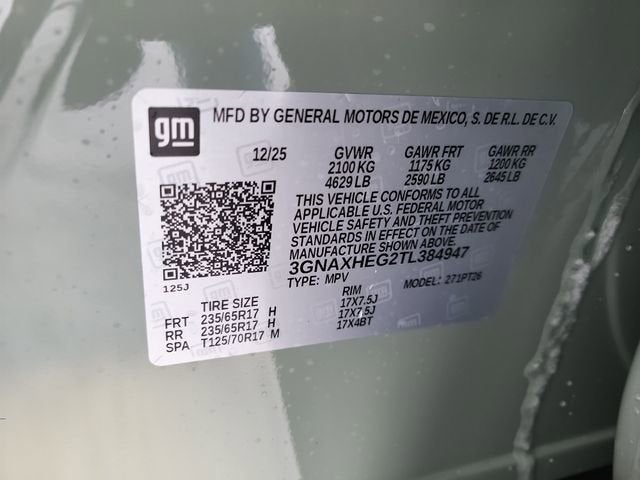 gm
MFD BY GENERAL MOTORS DE MEXICO, S. DE R.L. DE C.V.
12/25 GVWR GAWR FRT GAWR RR
2100 KG 1175 KG 1200 KG
4629 LB 2590 LB 2645 LB
THIS VEHICLE CONFORMS TO ALL
APPLICABLE U.S. FEDERAL MOTOR
VEHICLE SAFETY AND THEFT PREVENTION
STANDARDS IN EFFECT ON THE DATE OF
MANUFACTURE SHOWN ABOVE.
3GNAXHEG2TL384947
125J
TYPE: MPV MODEL: 271PT26
TIRE SIZE RIM
FRT 235/65R17 H 17X7.5J
RR 235/65R17 H 17X7.5J
SPA T125/70R17 M 17X4BT